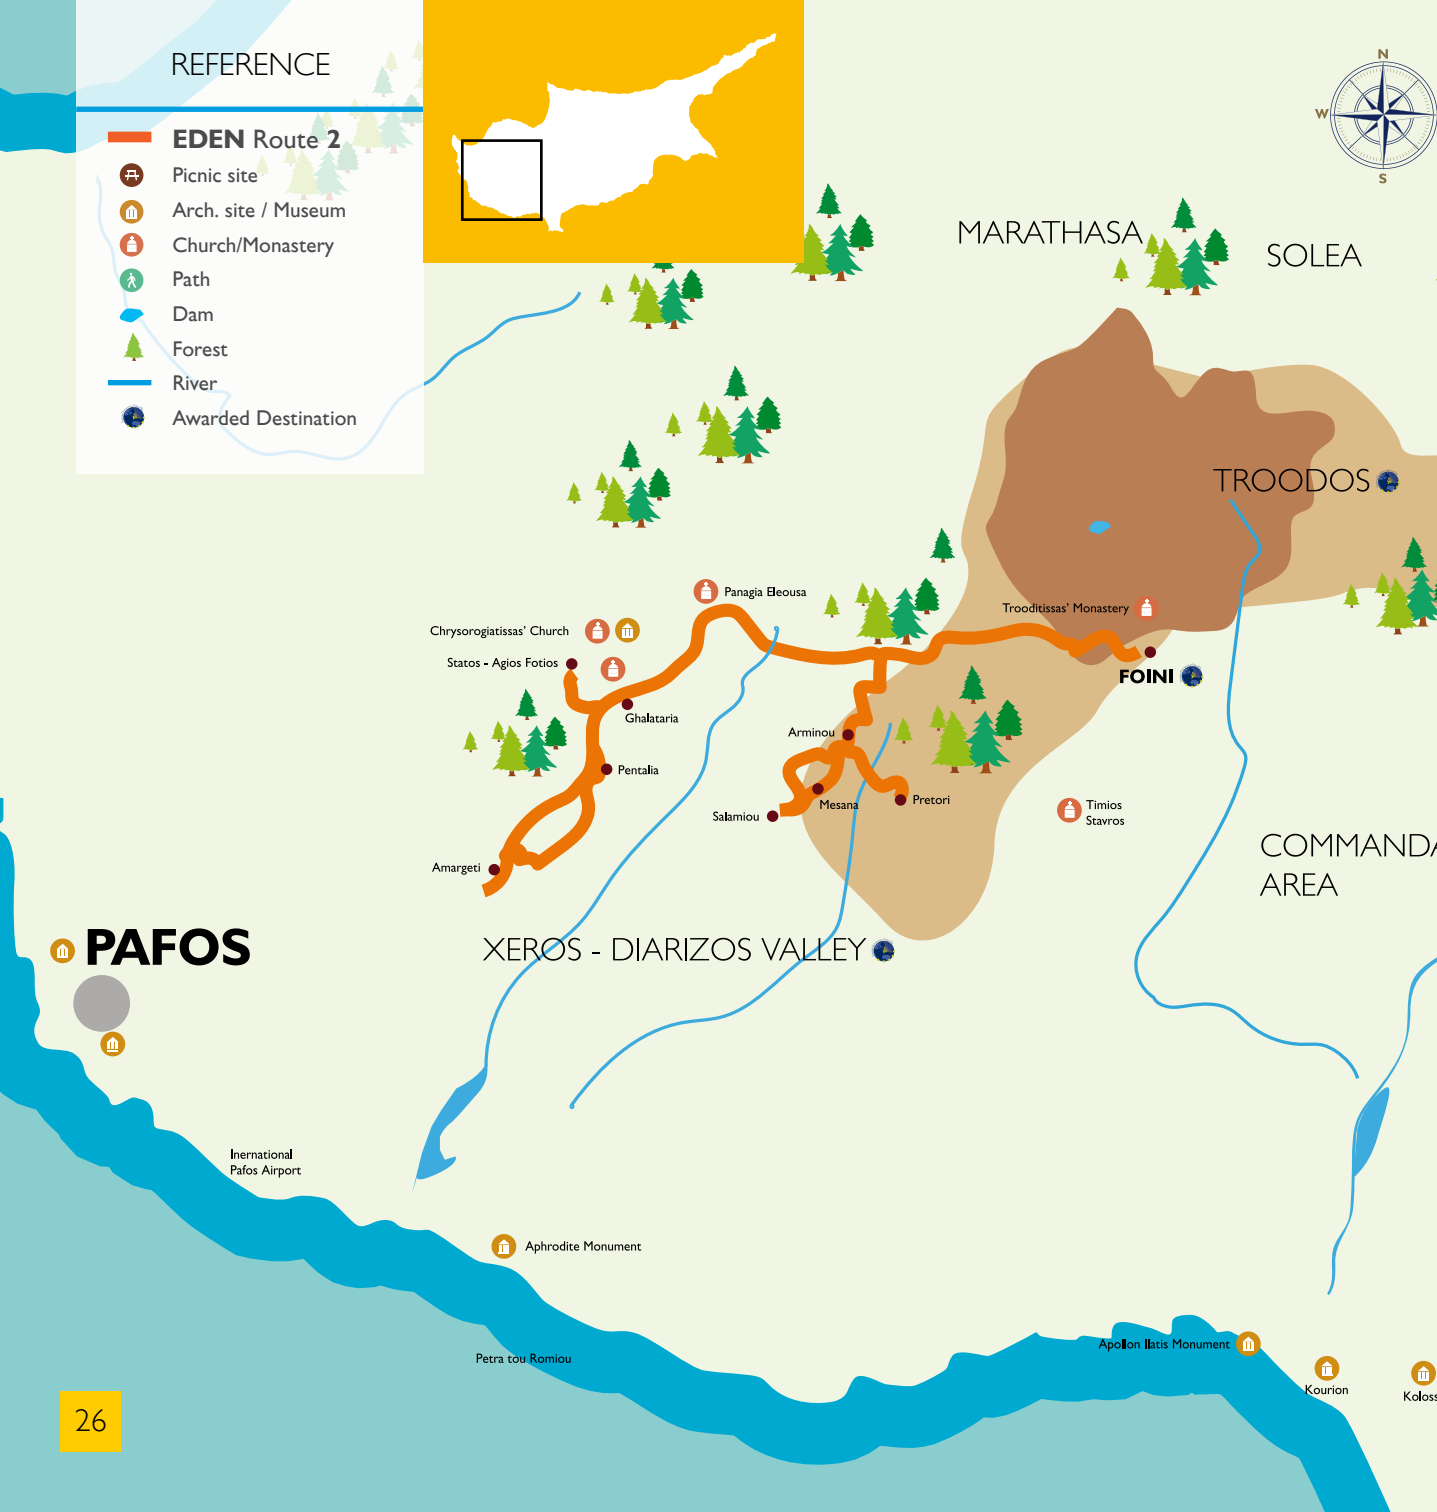 REFERENCE
EDEN Route 2
Picnic site
Arch. site / Museum
Church/Monastery
Path
Dam
Forest
River
Awarded Destination
N
W
S
MARATHASA
SOLEA
TROODOS
Panagia Eleousa
Trooditissas' Monastery
Chrysorogiatissas' Church
Statos - Agios Fotios
FOINI
Ghalataria
Arminou
Pentalia
Mesana
Pretori
Salamiou
Timios
Stavros
Amargeti
COMMANDA
AREA
PAFOS
XEROS - DIARIZOS VALLEY
Inernational
Pafos Airport
Aphrodite Monument
Petra tou Romiou
Apollon Ilatis Monument
Kourion
Koloss
26